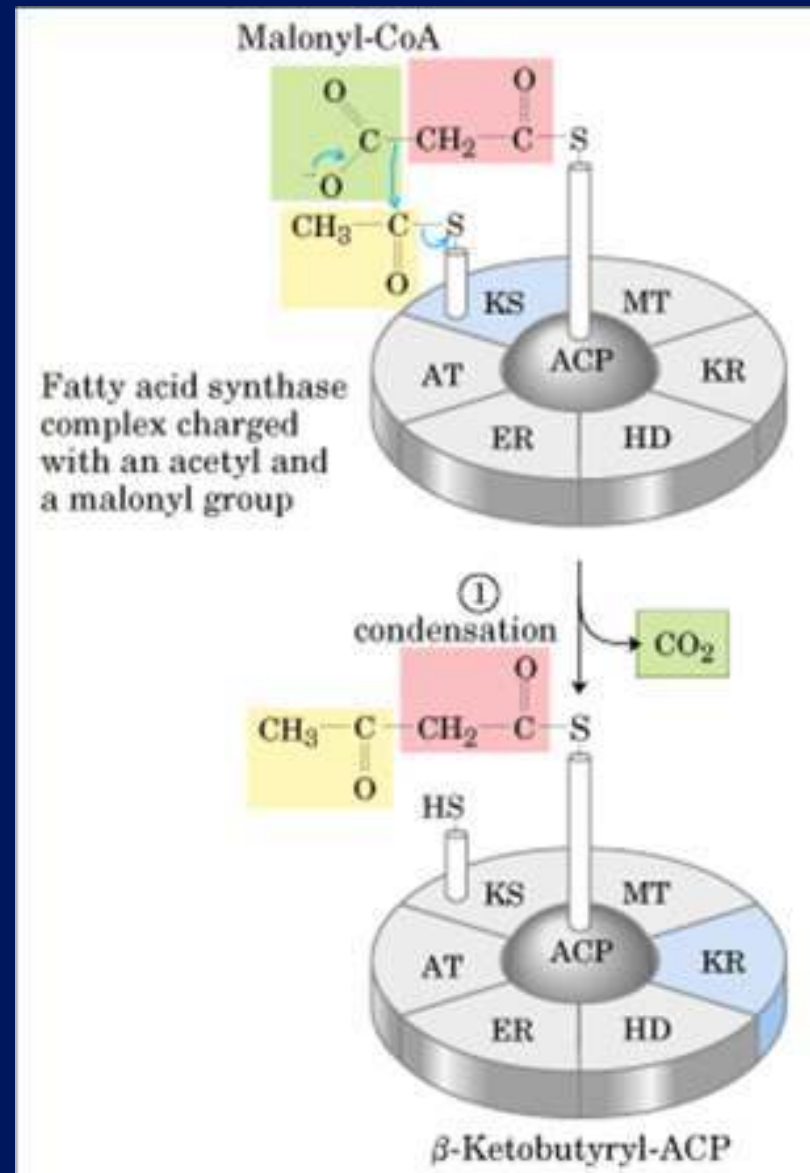 Malonyl-CoA
O
O
C
CH₂
C
S
⁻O
CH₃
C
S
O
KS
MT
AT
ACP
KR
ER
HD
Fatty acid synthase
complex charged
with an acetyl and
a malonyl group
①
condensation
CO₂
O
CH₃
C
CH₂
C
S
O
HS
KS
MT
AT
ACP
KR
ER
HD
β-Ketobutyryl-ACP